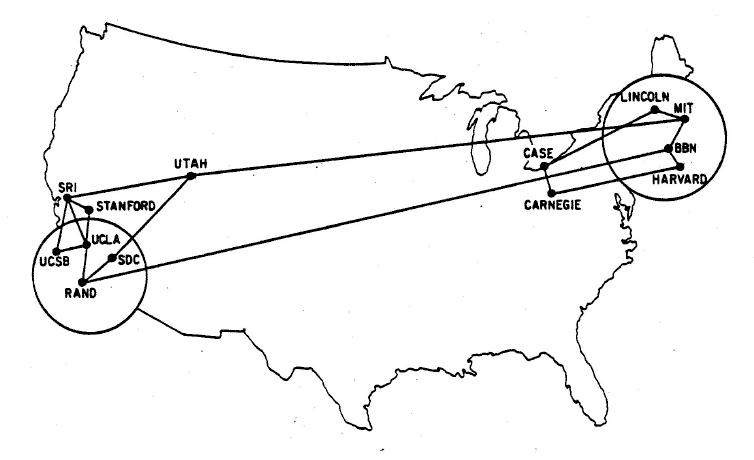 LINCOLN
MIT
CASE
BBN
UTAH
HARVARD
SRI
CARNEGIE
STANFORD
UCLA
UCSB
SDC
RAND